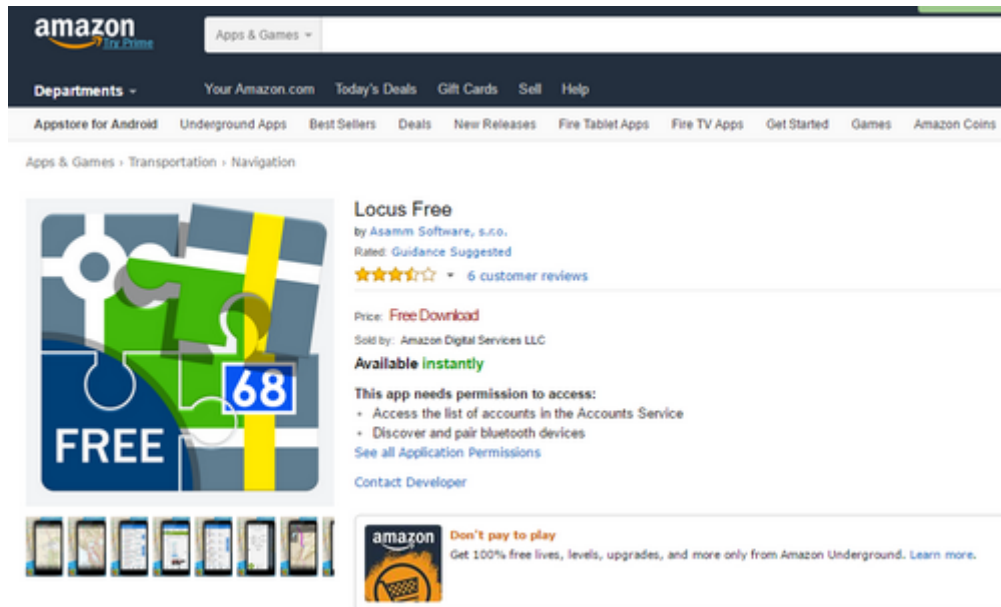 amazon
Try Prime
Apps & Games
Departments
Your Amazon.com Today's Deals Gift Cards Sell Help
Appstore for Android Underground Apps Best Sellers Deals New Releases Fire Tablet Apps Fire TV Apps Get Started Games Amazon Coins
Apps & Games › Transportation › Navigation
68
FREE
Locus Free
by Asamm Software, s.r.o.
Rated: Guidance Suggested
6 customer reviews
Price: Free Download
Sold by: Amazon Digital Services LLC
Available instantly
This app needs permission to access:
• Access the list of accounts in the Accounts Service
• Discover and pair bluetooth devices
See all Application Permissions
Contact Developer
amazon
Don't pay to play
Get 100% free lives, levels, upgrades, and more only from Amazon Underground. Learn more.